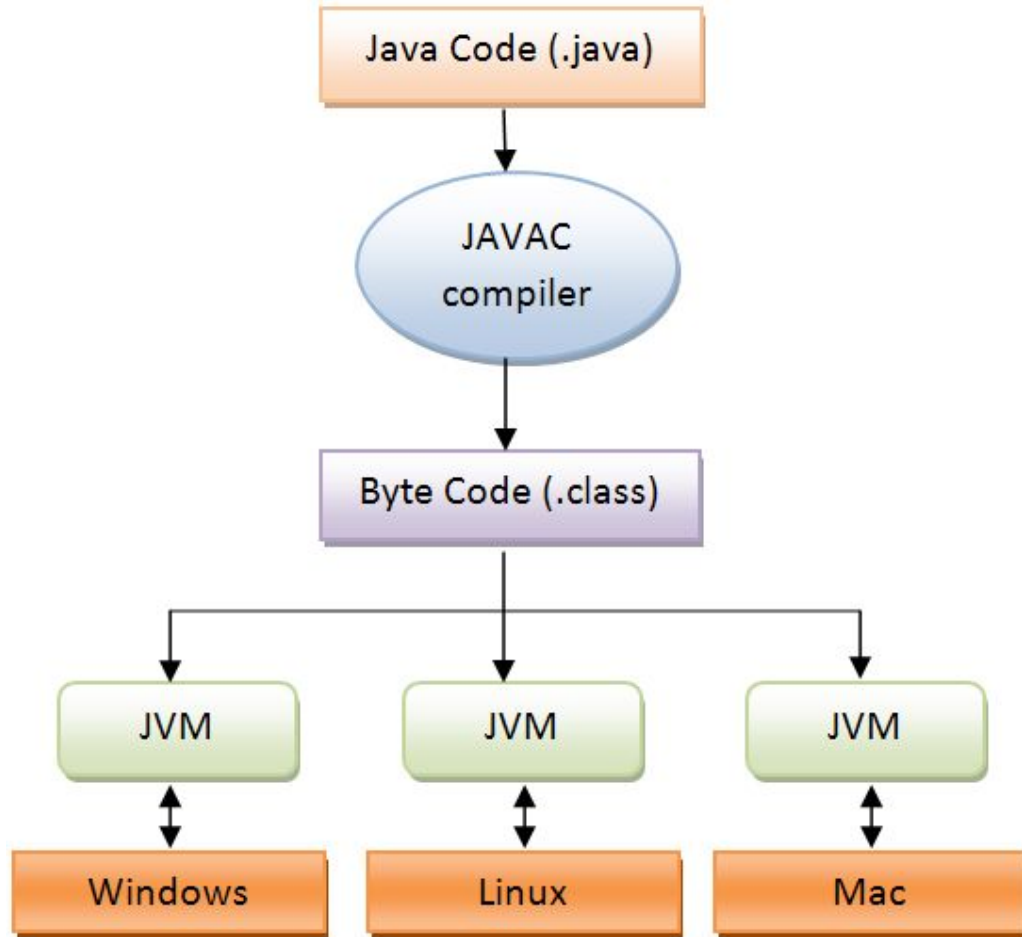 Java Code (.java)
JAVAC
compiler
Byte Code (.class)
JVM
JVM
JVM
Windows
Linux
Mac